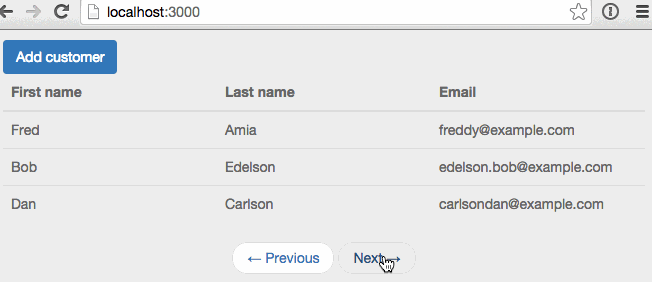 localhost:3000
Add customer
First name Last name Email
Fred Amia freddy@example.com
Bob Edelson edelson.bob@example.com
Dan Carlson carlsondan@example.com
← Previous Next →